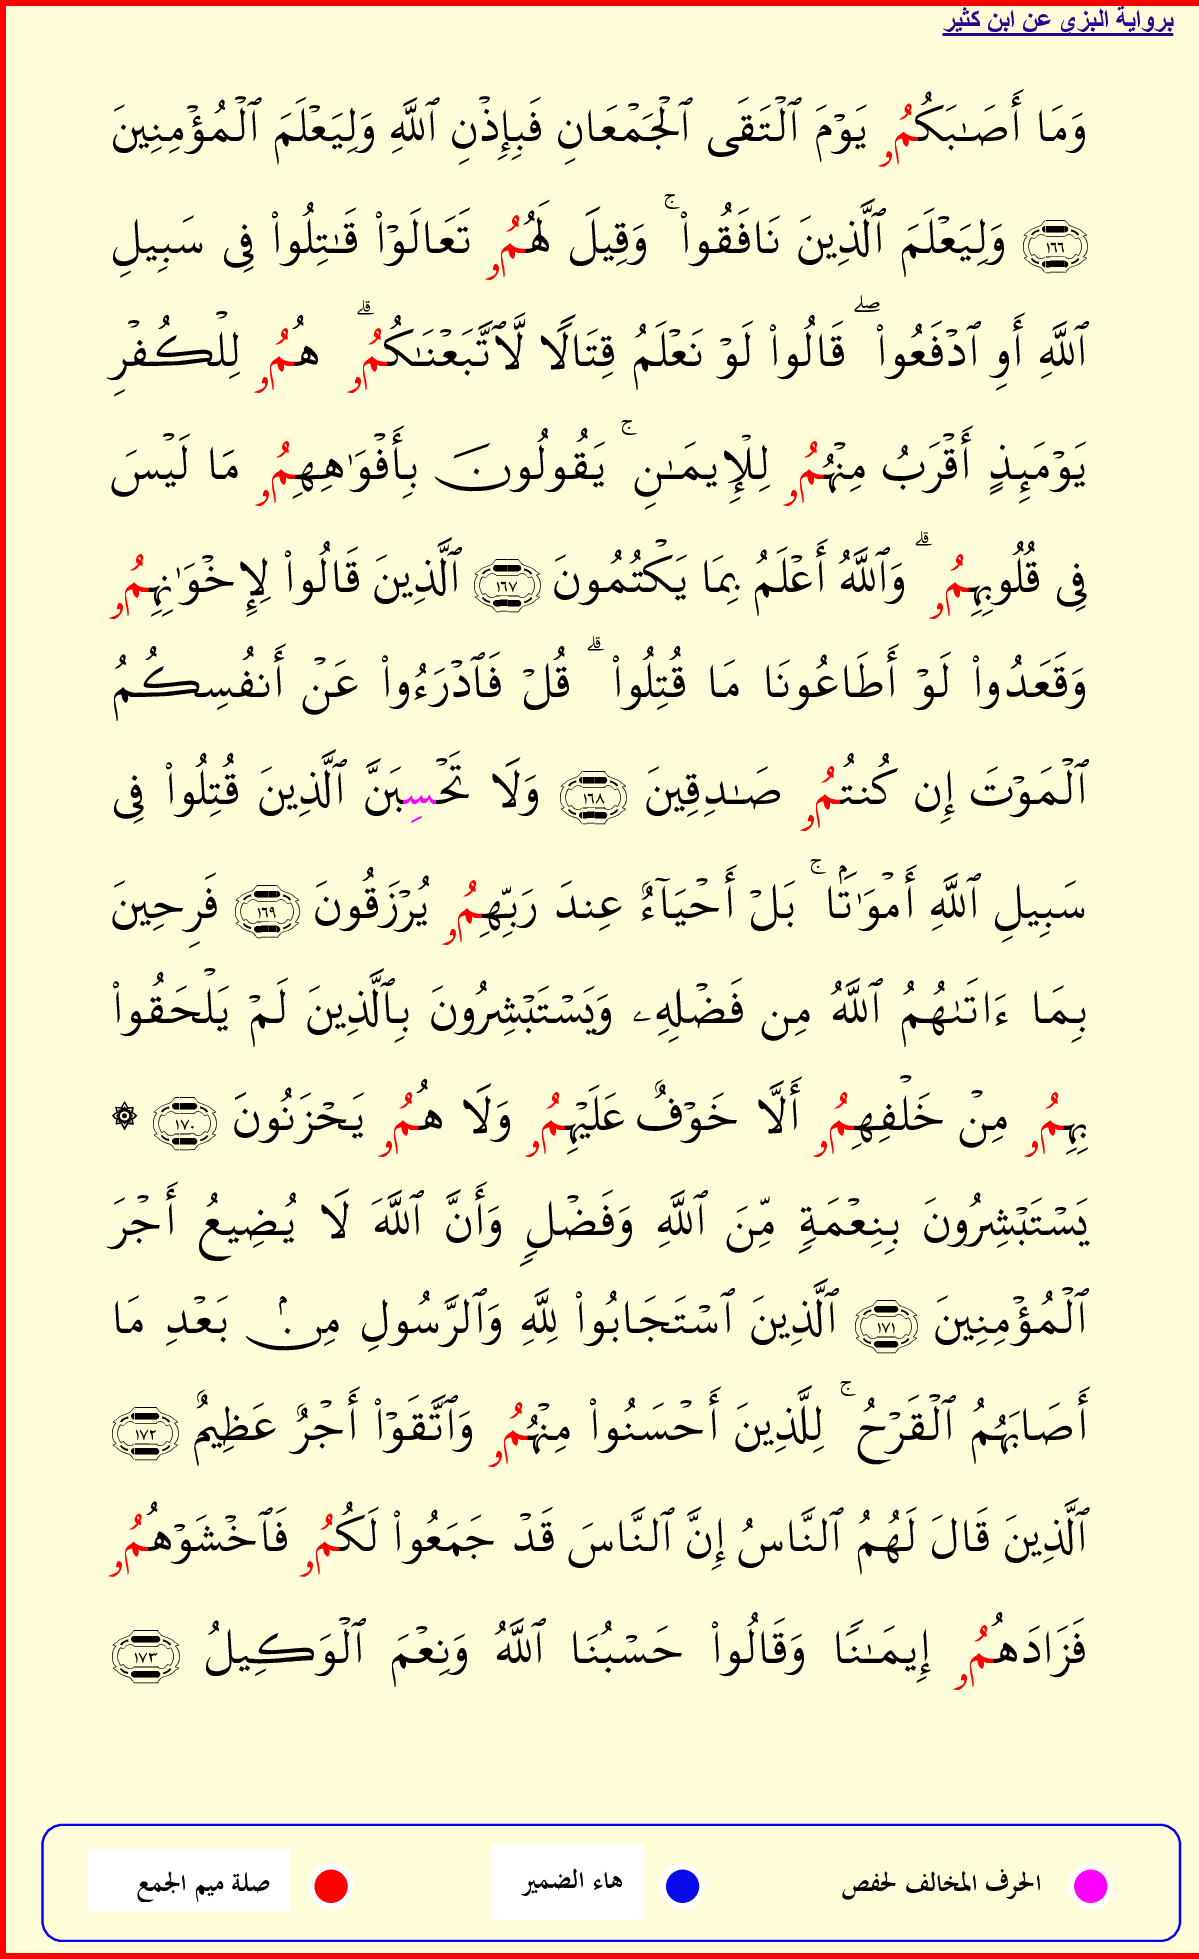 برواية البزي عن ابن كثير
وَمَا أَصَـٰبَكُمُۥ يَوْمَ ٱلْتَقَى ٱلْجَمْعَانِ فَبِإِذْنِ ٱللَّهِ وَلِيَعْلَمَ ٱلْمُؤْمِنِينَ
١٦٦ وَلِيَعْلَمَ ٱلَّذِينَ نَافَقُوا۟ ۚ وَقِيلَ لَهُمُۥ تَعَالَوْا۟ قَـٰتِلُوا۟ فِى سَبِيلِ
ٱللَّهِ أَوِ ٱدْفَعُوا۟ ۖ قَالُوا۟ لَوْ نَعْلَمُ قِتَالًا لَّٱتَّبَعْنَـٰكُمُۥ ۗ هُمُۥ لِلْكُفْرِ
يَوْمَئِذٍ أَقْرَبُ مِنْهُمُۥ لِلْإِيمَـٰنِ ۚ يَقُولُونَ بِأَفْوَٰهِهِمُۥ مَا لَيْسَ
فِى قُلُوبِهِمُۥ ۗ وَٱللَّهُ أَعْلَمُ بِمَا يَكْتُمُونَ ١٦٧ ٱلَّذِينَ قَالُوا۟ لِإِخْوَٰنِهِمُۥ
وَقَعَدُوا۟ لَوْ أَطَاعُونَا مَا قُتِلُوا۟ ۗ قُلْ فَٱدْرَءُوا۟ عَنْ أَنفُسِكُمُ
ٱلْمَوْتَ إِن كُنتُمُۥ صَـٰدِقِينَ ١٦٨ وَلَا تَحْسِبَنَّ ٱلَّذِينَ قُتِلُوا۟ فِى
سَبِيلِ ٱللَّهِ أَمْوَٰتَۢا ۚ بَلْ أَحْيَآءٌ عِندَ رَبِّهِمُۥ يُرْزَقُونَ ١٦٩ فَرِحِينَ
بِمَا ءَاتَىٰهُمُ ٱللَّهُ مِن فَضْلِهِۦ وَيَسْتَبْشِرُونَ بِٱلَّذِينَ لَمْ يَلْحَقُوا۟
بِهِمُۥ مِنْ خَلْفِهِمُۥ أَلَّا خَوْفٌ عَلَيْهِمُۥ وَلَا هُمُۥ يَحْزَنُونَ ١٧٠ ۞
يَسْتَبْشِرُونَ بِنِعْمَةٍ مِّنَ ٱللَّهِ وَفَضْلٍ وَأَنَّ ٱللَّهَ لَا يُضِيعُ أَجْرَ
ٱلْمُؤْمِنِينَ ١٧١ ٱلَّذِينَ ٱسْتَجَابُوا۟ لِلَّهِ وَٱلرَّسُولِ مِنۢ بَعْدِ مَا
أَصَابَهُمُ ٱلْقَرْحُ ۚ لِلَّذِينَ أَحْسَنُوا۟ مِنْهُمُۥ وَٱتَّقَوْا۟ أَجْرٌ عَظِيمٌ ١٧٢
ٱلَّذِينَ قَالَ لَهُمُ ٱلنَّاسُ إِنَّ ٱلنَّاسَ قَدْ جَمَعُوا۟ لَكُمُۥ فَٱخْشَوْهُمُۥ
فَزَادَهُمُۥ إِيمَـٰنًا وَقَالُوا۟ حَسْبُنَا ٱللَّهُ وَنِعْمَ ٱلْوَكِيلُ ١٧٣
الحرف المخالف لحفص هاء الضمير صلة ميم الجمع